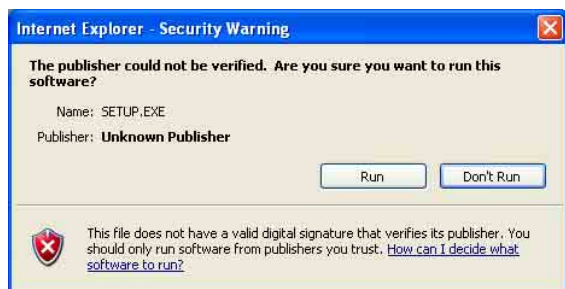 Internet Explorer - Security Warning
The publisher could not be verified.  Are you sure you want to run this
software?
Name: SETUP.EXE
Publisher: Unknown Publisher
Run
Don't Run
This file does not have a valid digital signature that verifies its publisher. You
should only run software from publishers you trust. How can I decide what
software to run?